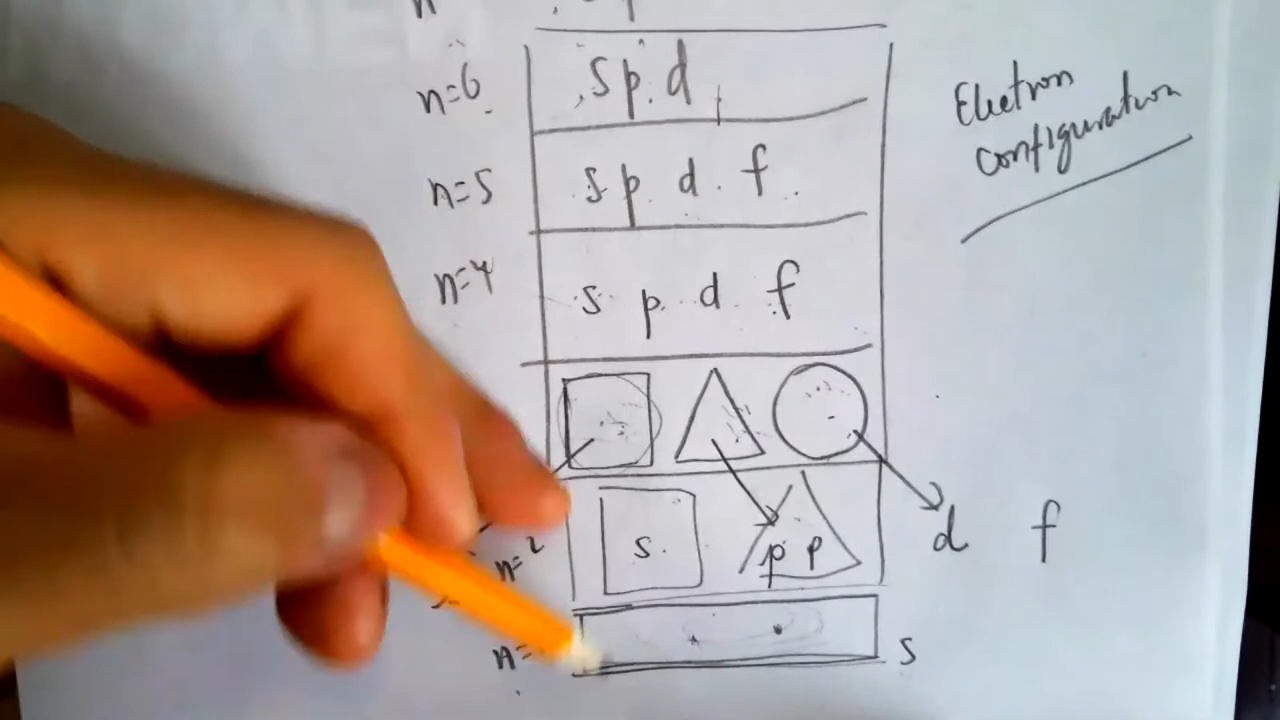 n=6 s p d
Electron
configuration
n=5 s p d f
n=4 s p d f
n=2 s p p d f
n= s